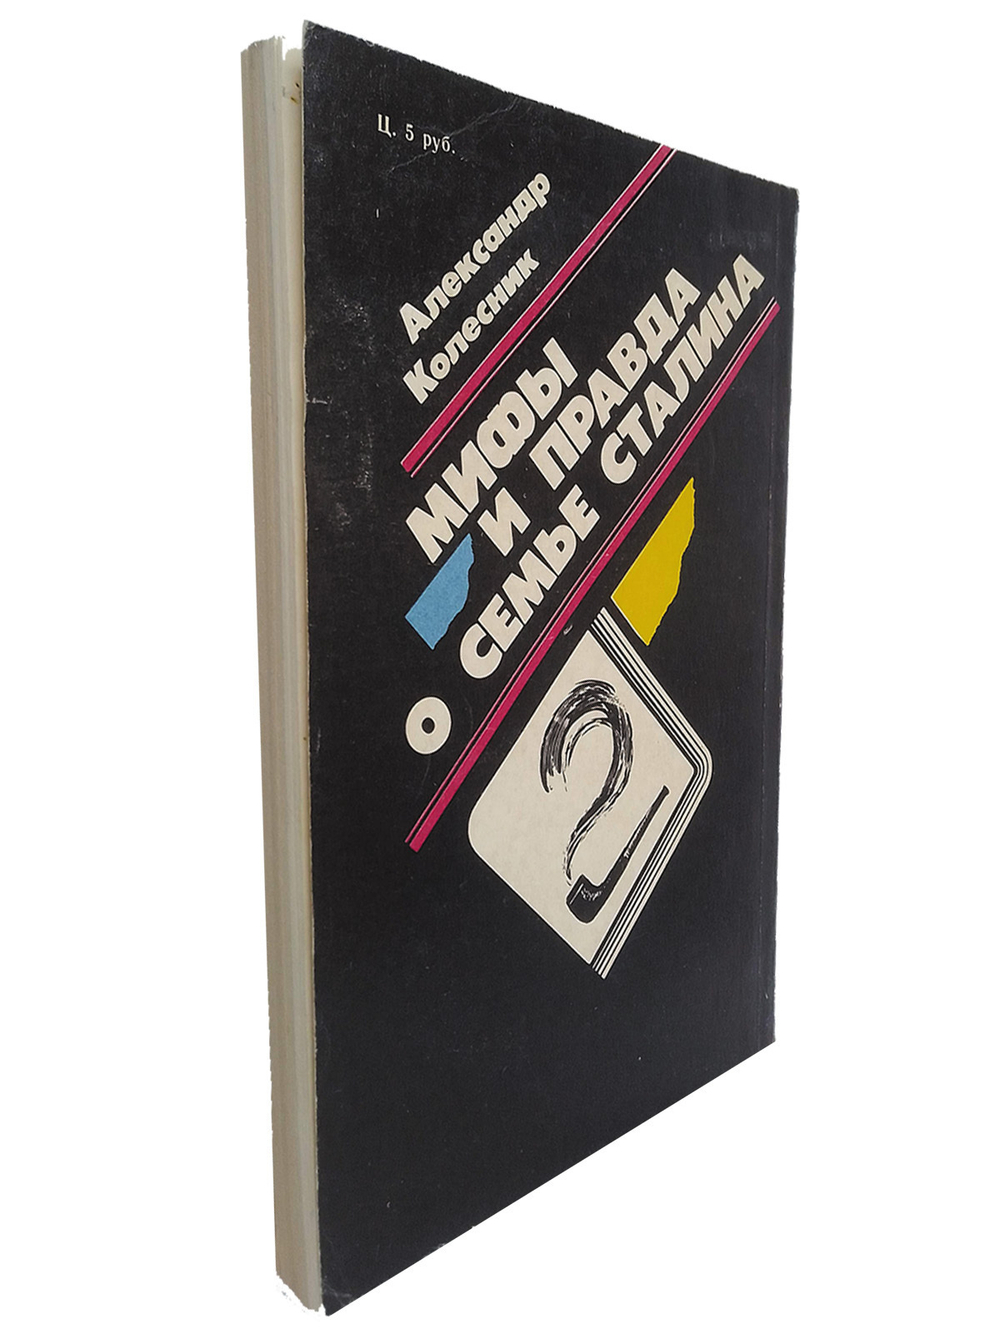 Ц. 5 руб.
Александр
Колесник
МИФЫ
И ПРАВДА
О СЕМЬЕ СТАЛИНА
?